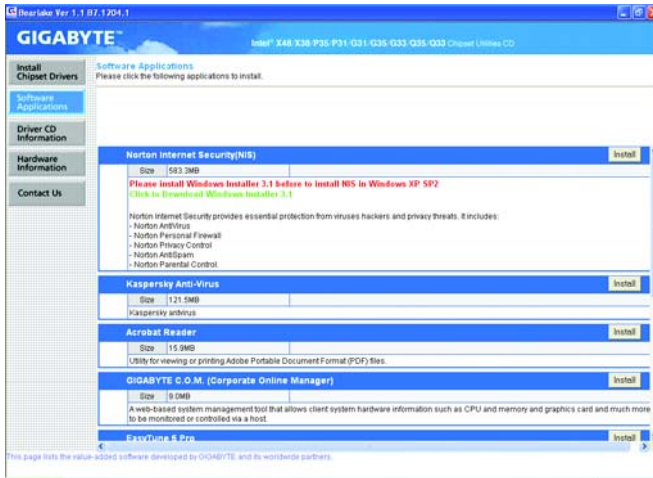 Bearlake Ver 1.1 B7.1204.1
GIGABYTE™
Intel® X48/X38/P35/P31/G31/G35/G33/Q35/Q33 Chipset Utilities CD
Install
Chipset Drivers
Software
Applications
Driver CD
Information
Hardware
Information
Contact Us
Software Applications
Please click the following applications to install.
Norton Internet Security(NIS) Install
Size 583.3MB
Please install Windows Installer 3.1 before to install NIS in Windows XP SP2
Click to Download Windows Installer 3.1
Norton Internet Security provides essential protection from viruses hackers and privacy threats. It includes:
- Norton AntiVirus
- Norton Personal Firewall
- Norton Privacy Control
- Norton AntiSpam
- Norton Parental Control.
Kaspersky Anti-Virus Install
Size 121.5MB
Kaspersky antivirus
Acrobat Reader Install
Size 15.9MB
Utility for viewing or printing Adobe Portable Document Format (PDF) files.
GIGABYTE C.O.M. (Corporate Online Manager) Install
Size 9.0MB
A web-based system management tool that allows client system hardware information such as CPU and memory and graphics card and much more
to be monitored or controlled via a host.
EasyTune 5 Pro Install
This page lists the value-added software developed by GIGABYTE and its worldwide partners.